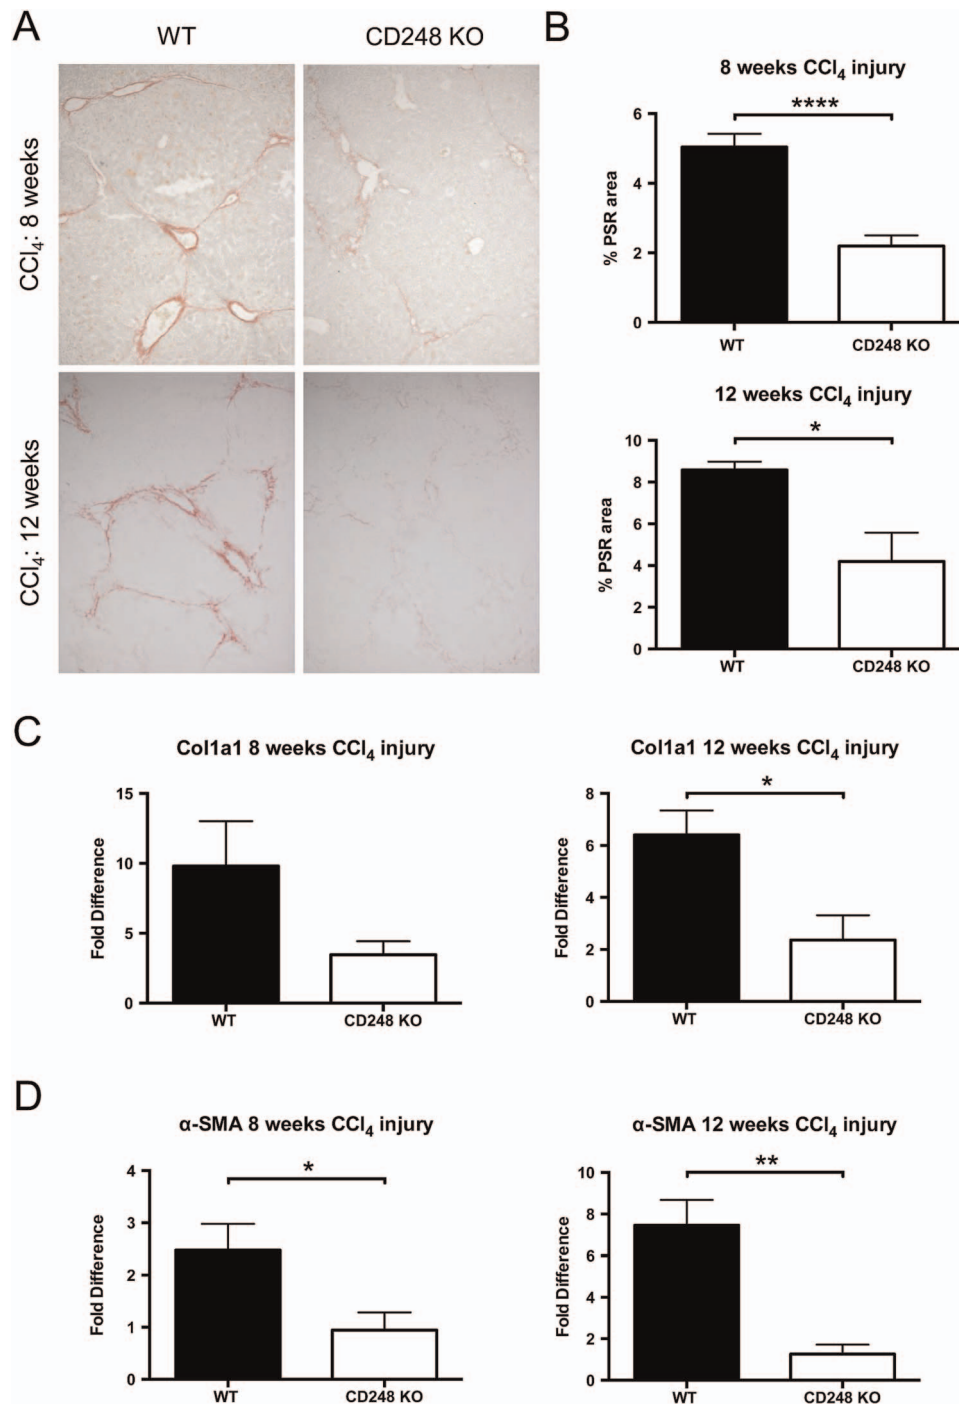 A
WT
CD248 KO
CCl₄: 8 weeks
CCl₄: 12 weeks
B
8 weeks CCl₄ injury
****
% PSR area
6
4
2
0
WT
CD248 KO
12 weeks CCl₄ injury
*
% PSR area
10
8
6
4
2
0
WT
CD248 KO
C
Col1a1 8 weeks CCl₄ injury
Fold Difference
15
10
5
0
WT
CD248 KO
Col1a1 12 weeks CCl₄ injury
*
Fold Difference
8
6
4
2
0
WT
CD248 KO
D
α-SMA 8 weeks CCl₄ injury
*
Fold Difference
4
3
2
1
0
WT
CD248 KO
α-SMA 12 weeks CCl₄ injury
**
Fold Difference
10
8
6
4
2
0
WT
CD248 KO